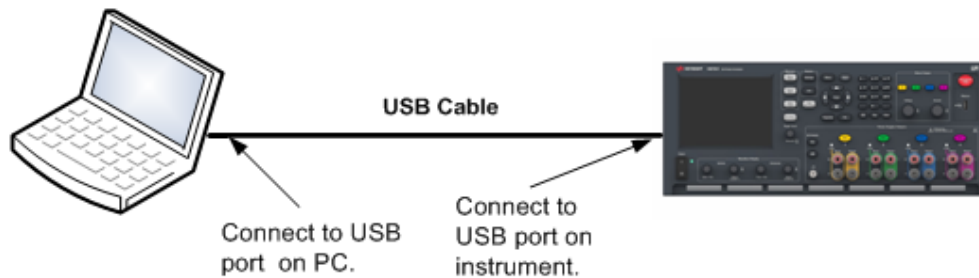 USB Cable
Connect to USB
port on PC.
Connect to
USB port on
instrument.